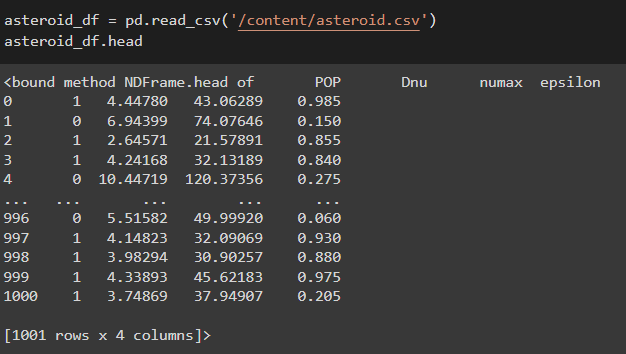 asteroid_df = pd.read_csv('/content/asteroid.csv')
asteroid_df.head
<bound method NDFrame.head of       POP       Dnu      numax  epsilon
0       1   4.44780   43.06289    0.985
1       0   6.94399   74.07646    0.150
2       1   2.64571   21.57891    0.855
3       1   4.24168   32.13189    0.840
4       0  10.44719  120.37356    0.275
...   ...       ...        ...      ...
996     0   5.51582   49.99920    0.060
997     1   4.14823   32.09069    0.930
998     1   3.98294   30.90257    0.880
999     1   4.33893   45.62183    0.975
1000    1   3.74869   37.94907    0.205
[1001 rows x 4 columns]>